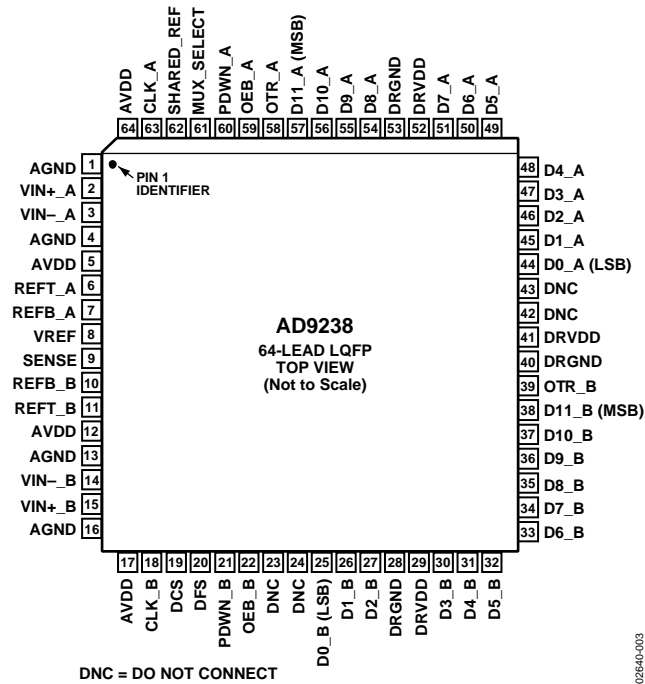 AVDD
CLK_A
SHARED_REF
MUX_SELECT
PDWN_A
OEB_A
OTR_A
D11_A (MSB)
D10_A
D9_A
D8_A
DRGND
DRVDD
D7_A
D6_A
D5_A
64 63 62 61 60 59 58 57 56 55 54 53 52 51 50 49
AGND 1
VIN+_A 2
VIN–_A 3
AGND 4
AVDD 5
REFT_A 6
REFB_A 7
VREF 8
SENSE 9
REFB_B 10
REFT_B 11
AVDD 12
AGND 13
VIN–_B 14
VIN+_B 15
AGND 16
PIN 1
IDENTIFIER
AD9238
64-LEAD LQFP
TOP VIEW
(Not to Scale)
48 D4_A
47 D3_A
46 D2_A
45 D1_A
44 D0_A (LSB)
43 DNC
42 DNC
41 DRVDD
40 DRGND
39 OTR_B
38 D11_B (MSB)
37 D10_B
36 D9_B
35 D8_B
34 D7_B
33 D6_B
17 18 19 20 21 22 23 24 25 26 27 28 29 30 31 32
AVDD
CLK_B
DCS
DFS
PDWN_B
OEB_B
DNC
DNC
D0_B (LSB)
D1_B
D2_B
DRGND
DRVDD
D3_B
D4_B
D5_B
DNC = DO NOT CONNECT
02640-003